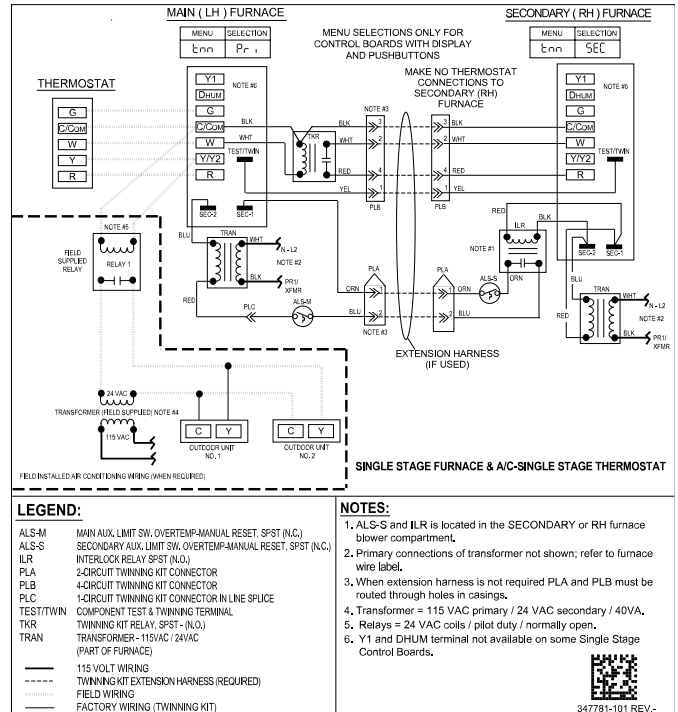 MAIN ( LH ) FURNACE
SECONDARY ( RH ) FURNACE
MENU SELECTION
tnn Pri
MENU SELECTIONS ONLY FOR
CONTROL BOARDS WITH DISPLAY
AND PUSHBUTTONS
MENU SELECTION
tnn SEC
THERMOSTAT
G
C/COM
W
Y
R
Y1
DHUM
G
C/COM
W
Y/Y2
R
NOTE #6
TEST/TWIN
SEC-2
SEC-1
BLK
WHT
TKR
BLK
WHT
RED
YEL
NOTE #3
3
2
4
1
PLB
MAKE NO THERMOSTAT
CONNECTIONS TO
SECONDARY (RH)
FURNACE
3
2
4
1
PLB
BLK
WHT
RED
YEL
Y1
DHUM
G
C/COM
W
Y/Y2
R
NOTE #6
TEST/TWIN
SEC-2
SEC-1
NOTE #5
FIELD
SUPPLIED
RELAY
RELAY 1
BLU
TRAN
WHT
N - L2
NOTE #2
BLK
PR1/
XFMR
RED
PLC
ALS-M
ORN
BLU
PLA
1
2
NOTE #3
PLA
1
2
ORN
BLU
ALS-S
ORN
RED
ILR
BLK
NOTE #1
BLU
RED
TRAN
WHT
N - L2
NOTE #2
BLK
PR1/
XFMR
EXTENSION HARNESS
(IF USED)
24 VAC
TRANSFORMER (FIELD SUPPLIED) NOTE #4
115 VAC
C Y
OUTDOOR UNIT
NO. 1
C Y
OUTDOOR UNIT
NO. 2
FIELD INSTALLED AIR CONDITIONING WIRING (WHEN REQUIRED)
SINGLE STAGE FURNACE & A/C-SINGLE STAGE THERMOSTAT
LEGEND:
ALS-M MAIN AUX. LIMIT SW. OVERTEMP-MANUAL RESET, SPST (N.C.)
ALS-S SECONDARY AUX. LIMIT SW. OVERTEMP-MANUAL RESET, SPST (N.C.)
ILR INTERLOCK RELAY SPST (N.O.)
PLA 2-CIRCUIT TWINNING KIT CONNECTOR
PLB 4-CIRCUIT TWINNING KIT CONNECTOR
PLC 1-CIRCUIT TWINNING KIT CONNECTOR IN LINE SPLICE
TEST/TWIN COMPONENT TEST & TWINNING TERMINAL
TKR TWINNING KIT RELAY, SPST - (N.O.)
TRAN TRANSFORMER - 115VAC / 24VAC
(PART OF FURNACE)
115 VOLT WIRING
TWINNING KIT EXTENSION HARNESS (REQUIRED)
FIELD WIRING
FACTORY WIRING (TWINNING KIT)
NOTES:
1. ALS-S and ILR is located in the SECONDARY or RH furnace
blower compartment.
2. Primary connections of transformer not shown; refer to furnace
wire label.
3. When extension harness is not required PLA and PLB must be
routed through holes in casings.
4. Transformer = 115 VAC primary / 24 VAC secondary / 40VA.
5. Relays = 24 VAC coils / pilot duty / normally open.
6. Y1 and DHUM terminal not available on some Single Stage
Control Boards.
347781-101 REV.-